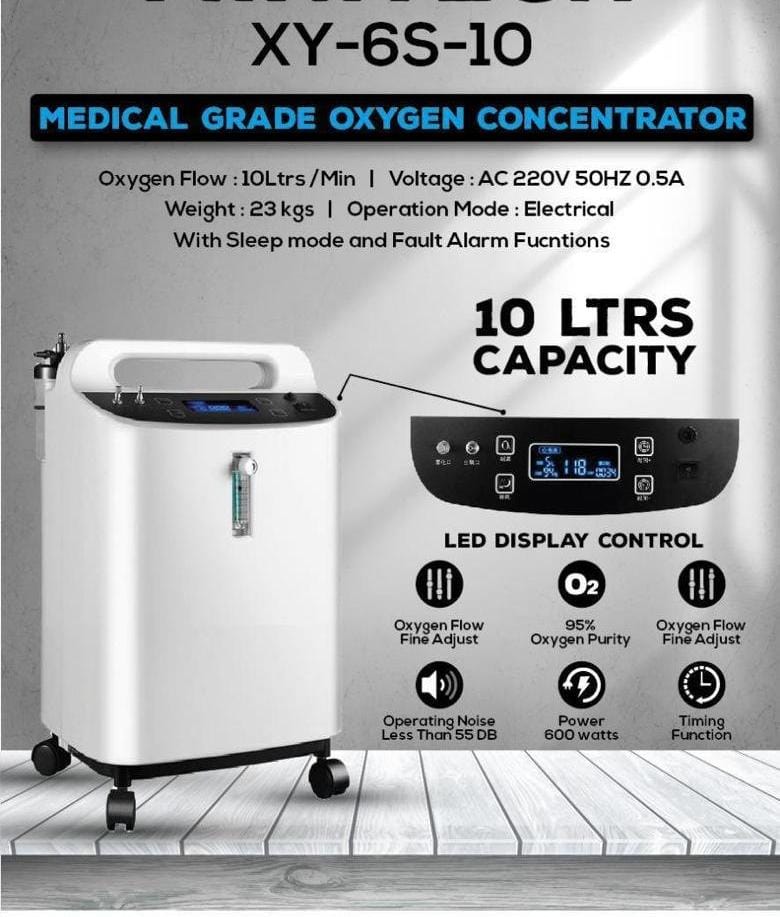 XY-6S-10
MEDICAL GRADE OXYGEN CONCENTRATOR
Oxygen Flow : 10Ltrs / Min | Voltage : AC 220V 50HZ 0.5A
Weight : 23 kgs | Operation Mode : Electrical
With Sleep mode and Fault Alarm Fucntions
10 LTRS
CAPACITY
118
LED DISPLAY CONTROL
O2
Oxygen Flow
Fine Adjust
95%
Oxygen Purity
Oxygen Flow
Fine Adjust
Operating Noise
Less Than 55 DB
Power
600 watts
Timing
Function